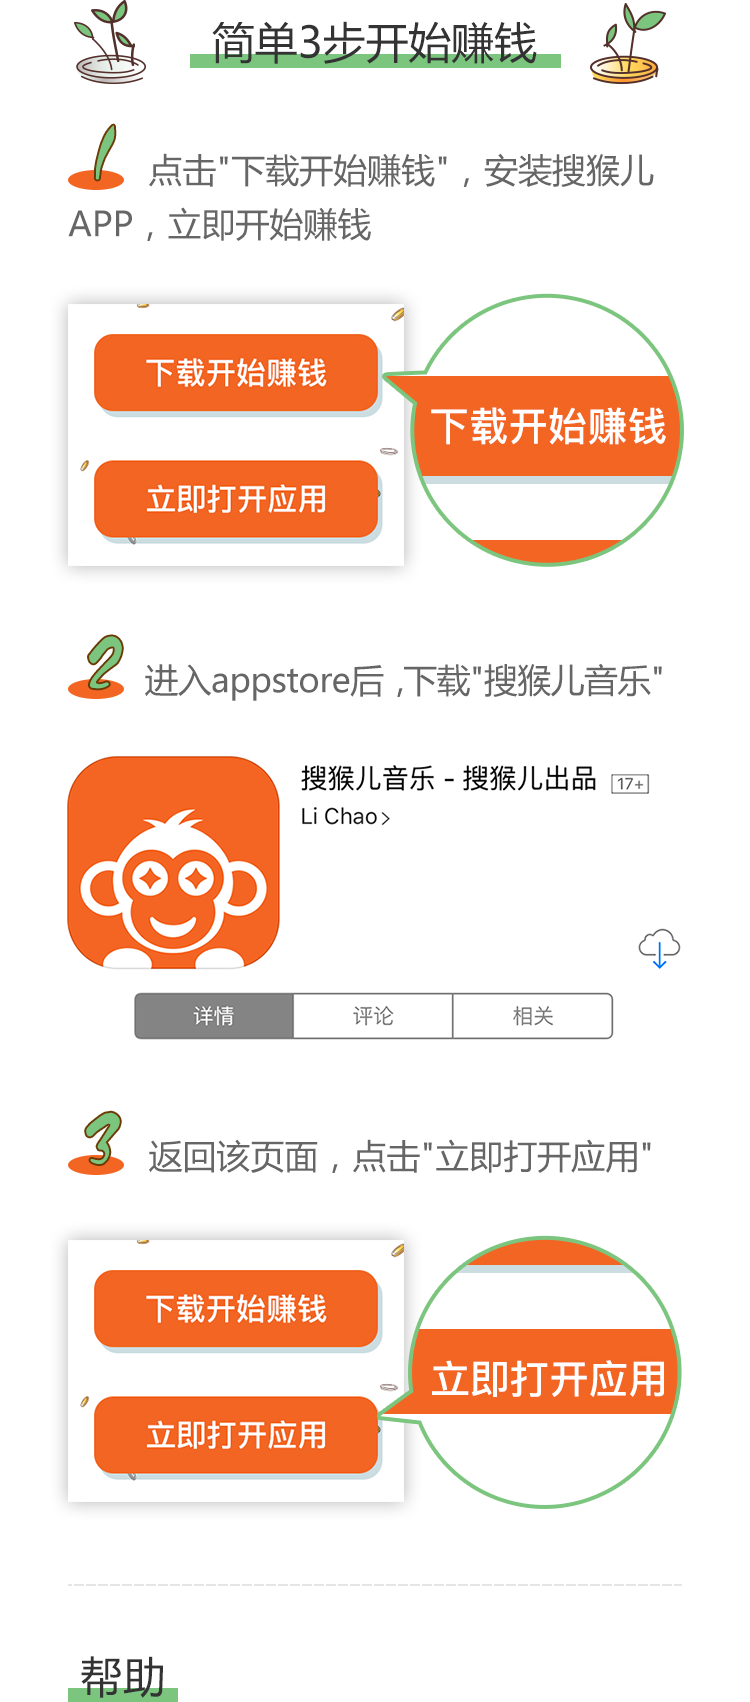 简单3步开始赚钱
1 点击"下载开始赚钱"，安装搜猴儿
APP，立即开始赚钱
下载开始赚钱
立即打开应用
下载开始赚钱
2 进入appstore后 ,下载"搜猴儿音乐"
搜猴儿音乐 - 搜猴儿出品 17+
Li Chao>
详情 评论 相关
3 返回该页面，点击"立即打开应用"
下载开始赚钱
立即打开应用
立即打开应用
帮助